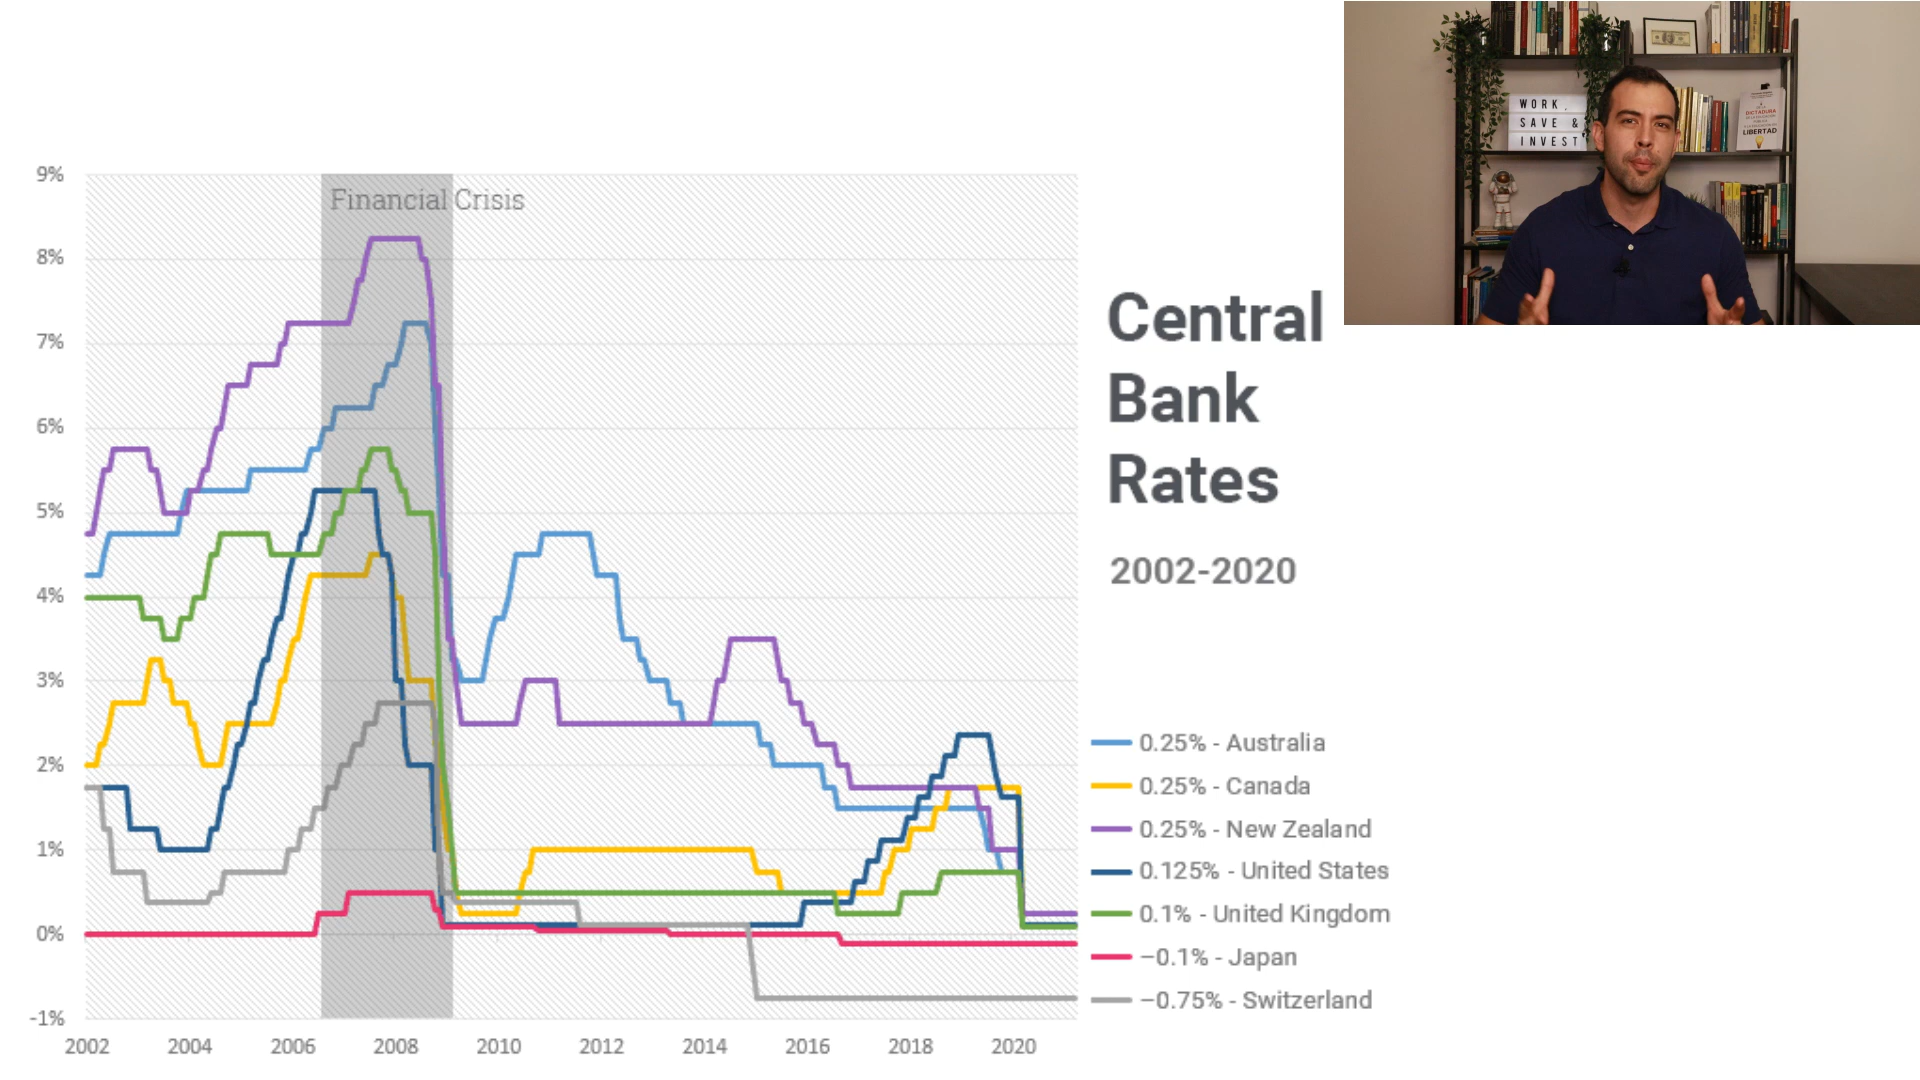 WORK
SAVE &
INVEST
DICTADURA
LIBERTAD
Financial Crisis
9%
8%
7%
6%
5%
4%
3%
2%
1%
0%
-1%
2002 2004 2006 2008 2010 2012 2014 2016 2018 2020
Central
Bank
Rates
2002-2020
0.25% - Australia
0.25% - Canada
0.25% - New Zealand
0.125% - United States
0.1% - United Kingdom
−0.1% - Japan
−0.75% - Switzerland